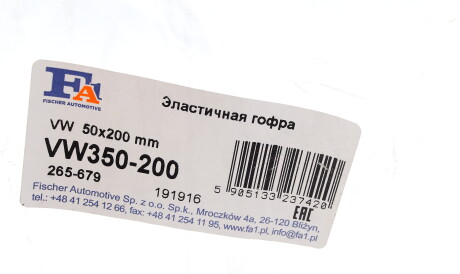 FA
FISCHER AUTOMOTIVE
Эластичная гофра
VW 50x200 mm
VW350-200
265-679
191916
5 905133 237420
EAC
Fischer Automotive Sp. z o.o. Sp.k., Mroczków 4a, 26-120 Bliżyn,
tel.: +48 41 254 12 66, fax: +48 41 254 11 95, www.fa1.pl, info@fa1.pl